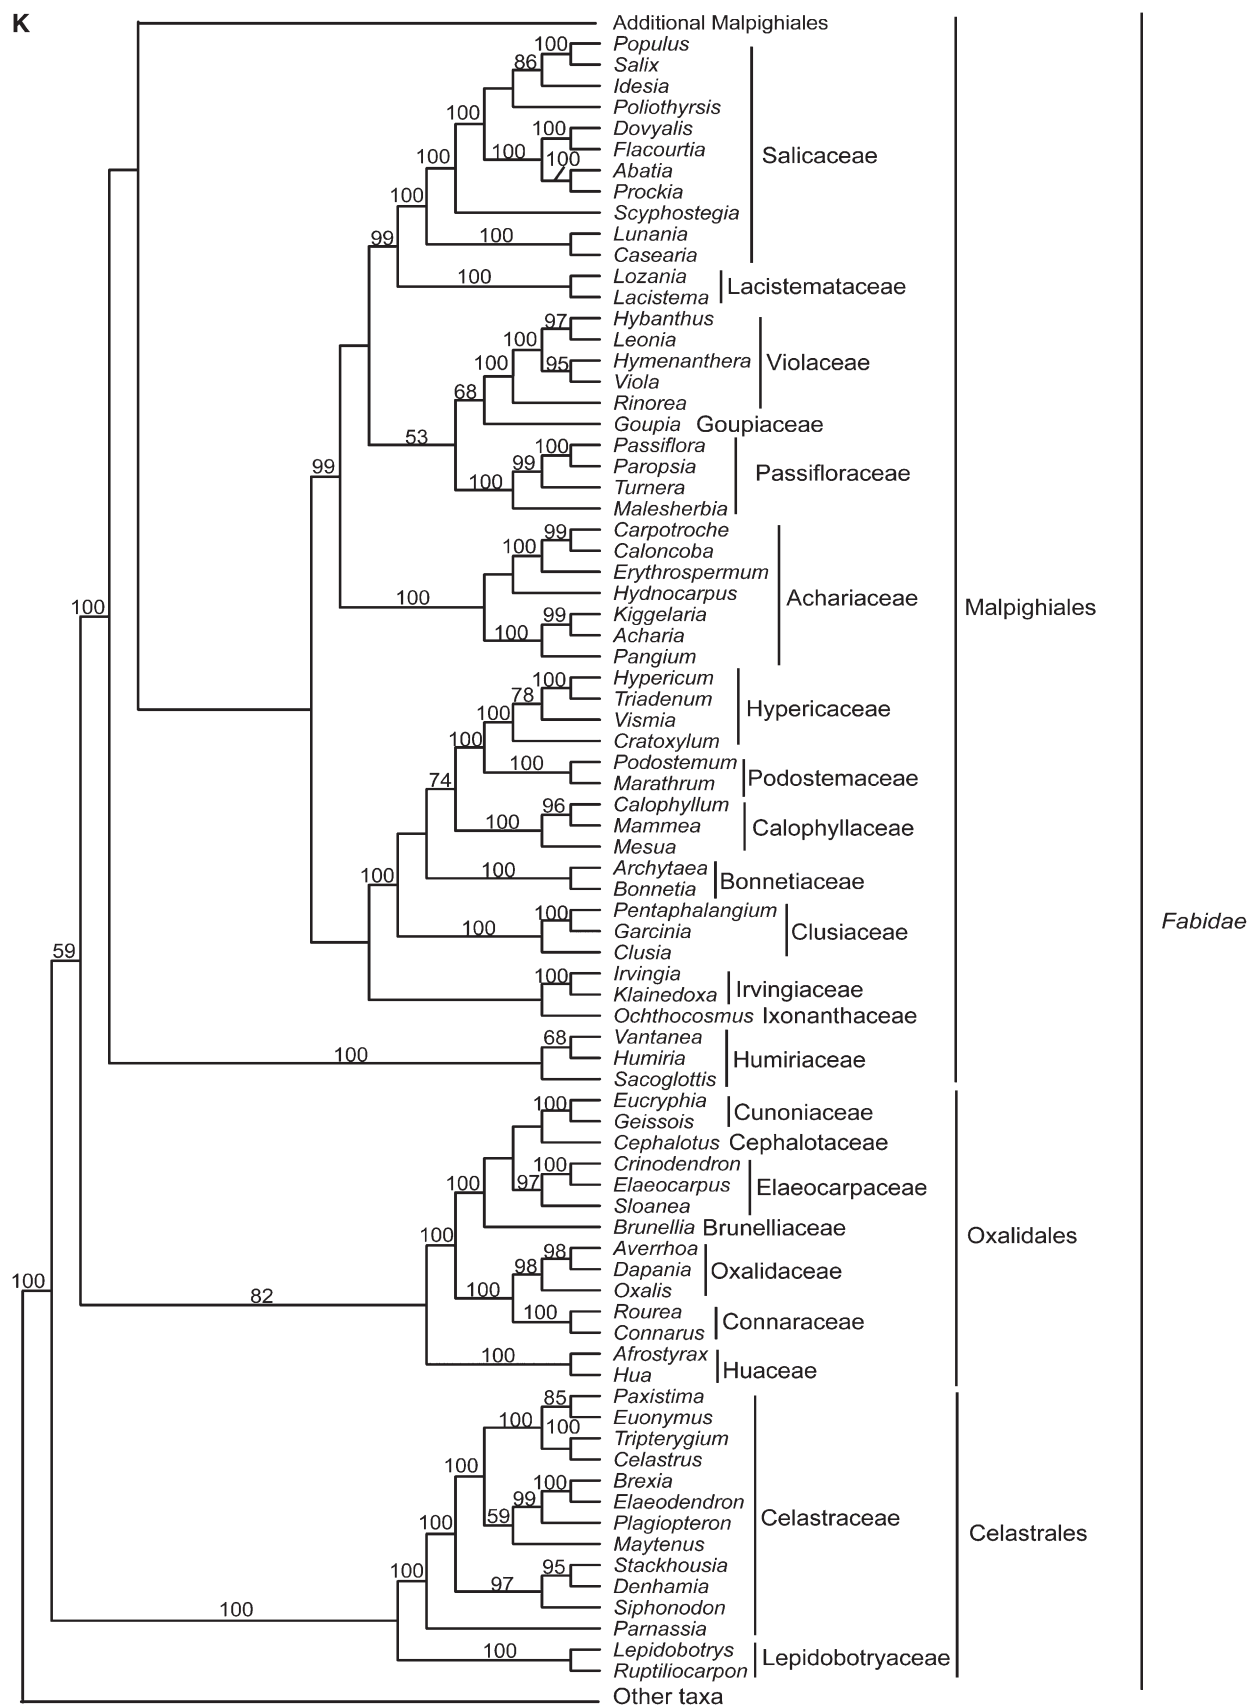 K
Additional Malpighiales
100 Populus
86 Salix
Idesia
Poliothyrsis
100
100 Dovyalis
100 Flacourtia
100 Salicaceae
100 Abatia
Prockia
100 Scyphostegia
99 100 Lunania
Casearia
100 Lozania
Lacistema Lacistemataceae
97 Hybanthus
100 Leonia
100 95 Hymenanthera Violaceae
Viola
68 Rinorea
Goupia Goupiaceae
53 100 Passiflora
99 99 Paropsia
100 Turnera Passifloraceae
Malesherbia
99 Carpotroche
100 Caloncoba
Erythrospermum
100 Hydnocarpus Achariaceae
100 99 Kiggelaria Malpighiales
100 Acharia
Pangium
100 Hypericum
78 Triadenum
100 Vismia Hypericaceae
100 Cratoxylum
100 Podostemum
74 Marathrum Podostemaceae
96 Calophyllum
100 Mammea Calophyllaceae
Mesua
100 100 Archytaea
Bonnetia Bonnetiaceae
100 Pentaphalangium
100 Garcinia Clusiaceae
Fabidae
59 Clusia
100 Irvingia
Klainedoxa Irvingiaceae
Ochthocosmus Ixonanthaceae
68 Vantanea
100 Humiria Humiriaceae
Sacoglottis
100 Eucryphia
Geissois Cunoniaceae
Cephalotus Cephalotaceae
100 Crinodendron
100 97 Elaeocarpus Elaeocarpaceae
Sloanea
100 Brunellia Brunelliaceae
Oxalidales
98 Averrhoa
98 Dapania Oxalidaceae
100 82 100 Oxalis
100 Rourea
Connarus Connaraceae
100 Afrostyrax
Hua Huaceae
85 Paxistima
100 Euonymus
100 Tripterygium
100 Celastrus
100 Brexia
99 Elaeodendron
100 59 Plagiopteron Celastraceae
Celastrales
Maytenus
100 95 Stackhousia
97 Denhamia
100 Siphonodon
Parnassia
100 Lepidobotrys
Ruptiliocarpon Lepidobotryaceae
Other taxa